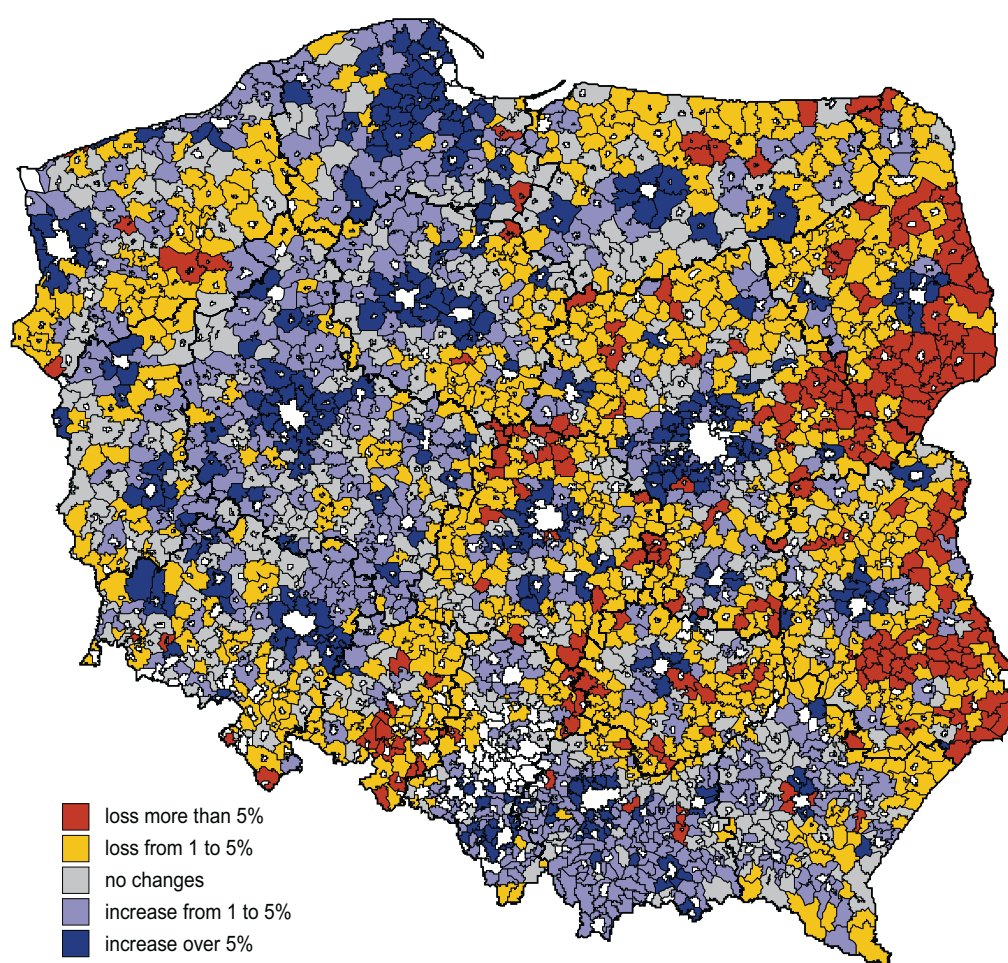 loss more than 5%
loss from 1 to 5%
no changes
increase from 1 to 5%
increase over 5%